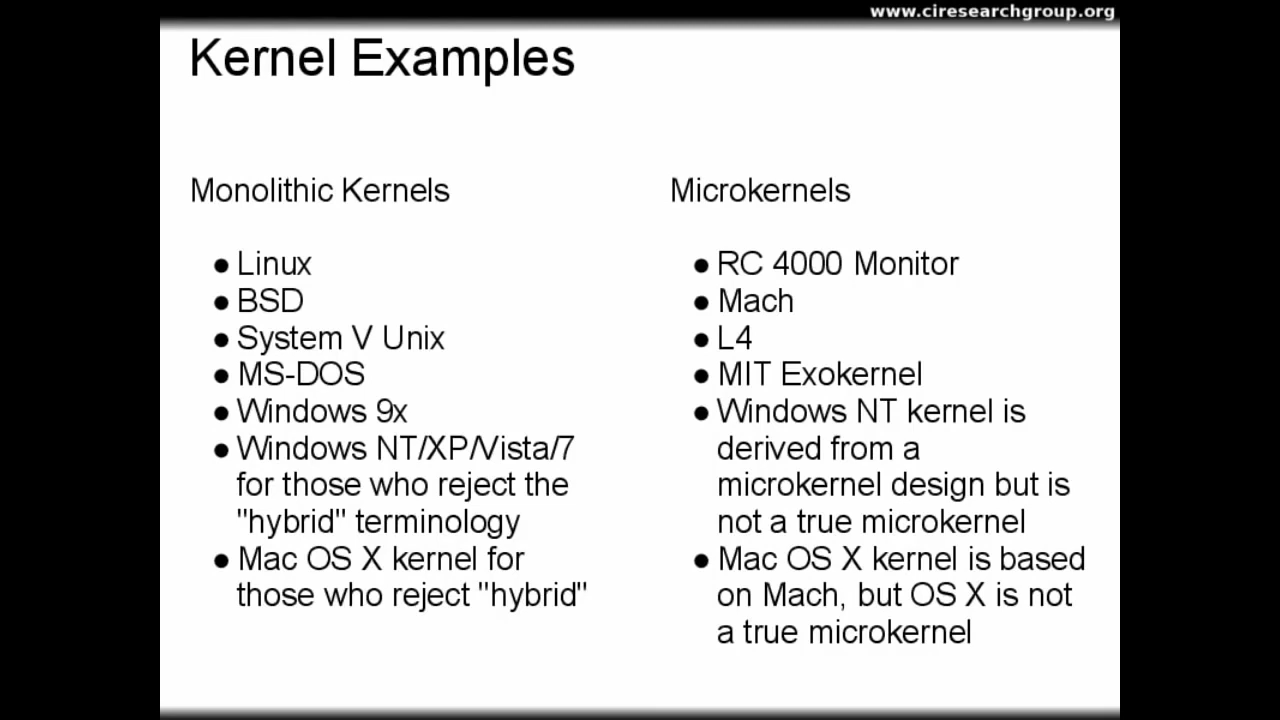 www.ciresearchgroup.org
Kernel Examples
Monolithic Kernels
● Linux
● BSD
● System V Unix
● MS-DOS
● Windows 9x
● Windows NT/XP/Vista/7
for those who reject the
"hybrid" terminology
● Mac OS X kernel for
those who reject "hybrid"
Microkernels
● RC 4000 Monitor
● Mach
● L4
● MIT Exokernel
● Windows NT kernel is
derived from a
microkernel design but is
not a true microkernel
● Mac OS X kernel is based
on Mach, but OS X is not
a true microkernel